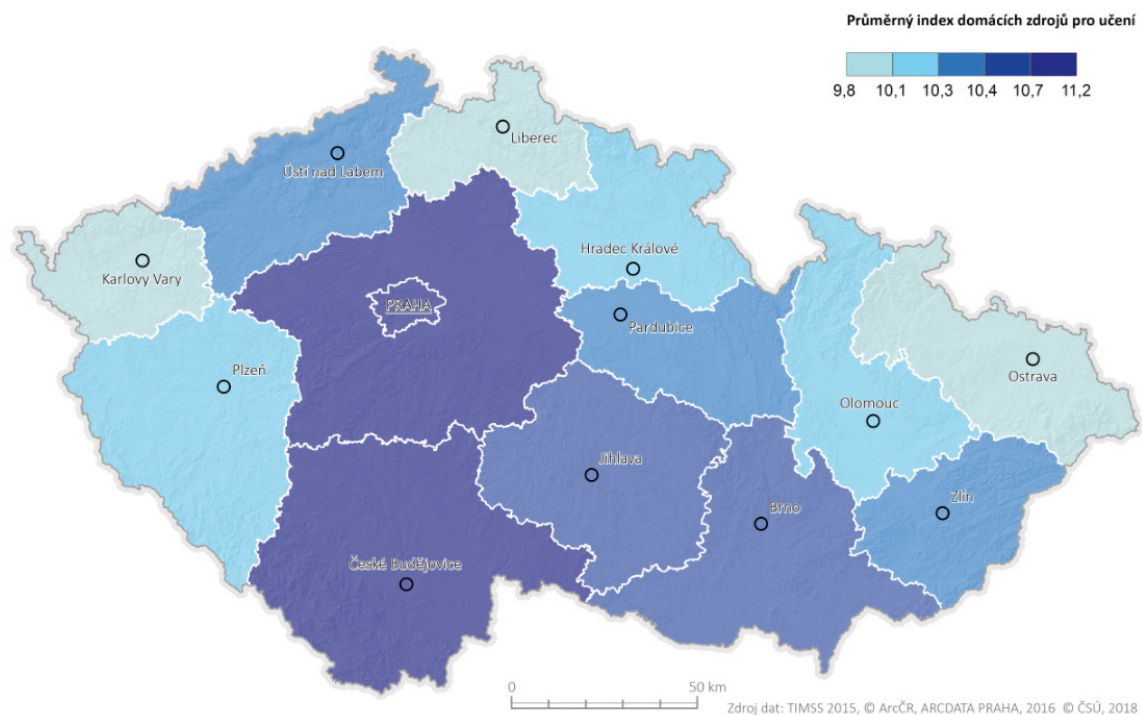 Průměrný index domácích zdrojů pro učení
9,8 10,1 10,3 10,4 10,7 11,2
Liberec
Ústí nad Labem
Hradec Králové
Karlovy Vary
PRAHA
Pardubice
Ostrava
Plzeň
Olomouc
Jihlava
Zlín
Brno
České Budějovice
0 50 km
Zdroj dat: TIMSS 2015, © ArcČR, ARCDATA PRAHA, 2016 © ČSÚ, 2018